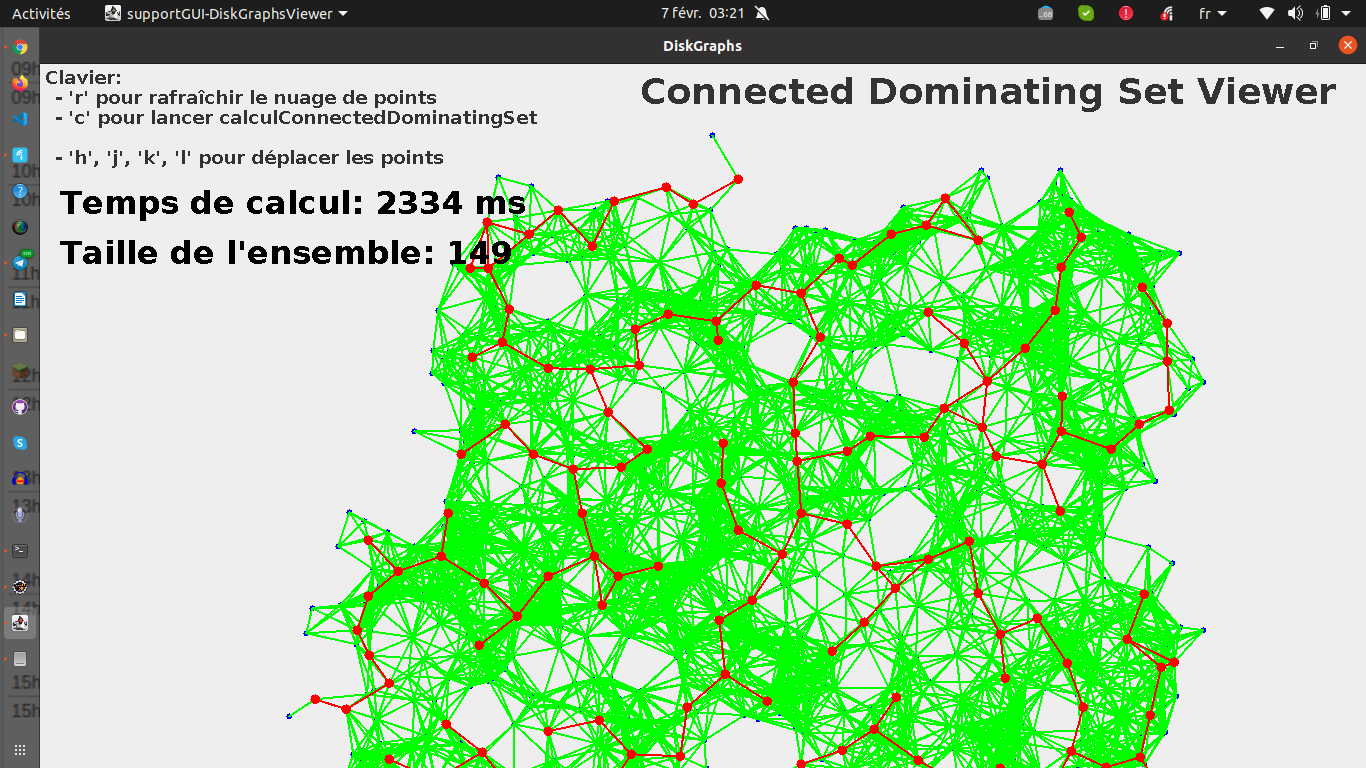 Activités
supportGUI-DiskGraphsViewer
7 févr. 03:21
fr
DiskGraphs
Clavier:
- 'r' pour rafraîchir le nuage de points
- 'c' pour lancer calculConnectedDominatingSet
- 'h', 'j', 'k', 'l' pour déplacer les points
Connected Dominating Set Viewer
Temps de calcul: 2334 ms
Taille de l'ensemble: 149